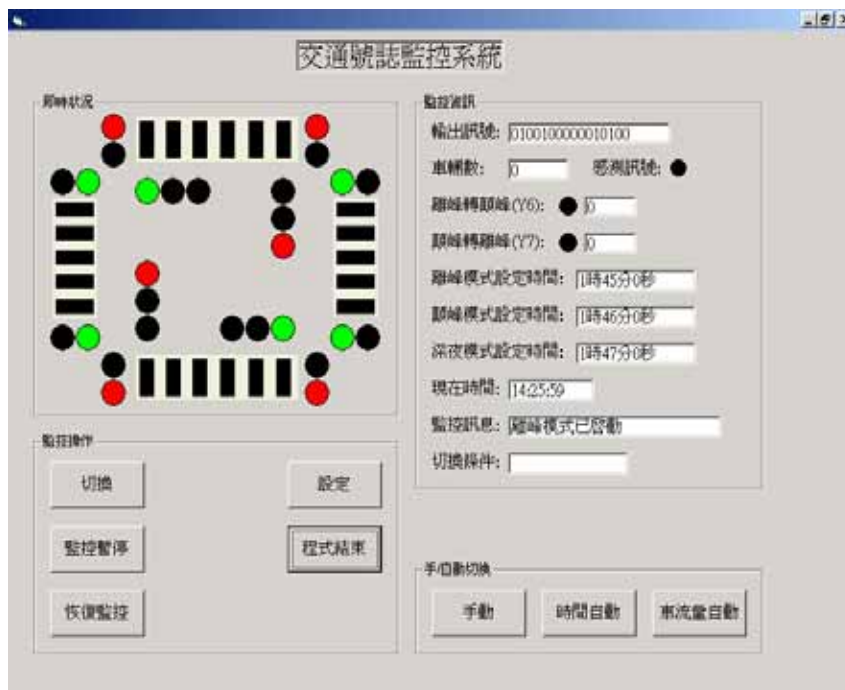 交通號誌監控系統
即時狀況
監控資訊
輸出訊號: 0100100000010100
車輛數: 0 感測訊號:
離峰轉顛峰(Y6): 0
顛峰轉離峰(Y7): 0
離峰模式設定時間: 1時45分0秒
顛峰模式設定時間: 1時46分0秒
深夜模式設定時間: 1時47分0秒
現在時間: 14:25:59
監控訊息: 離峰模式已啓動
切換條件:
監控操作
切換
設定
監控暫停
程式結束
恢復監控
手/自動切換
手動
時間自動
車流量自動